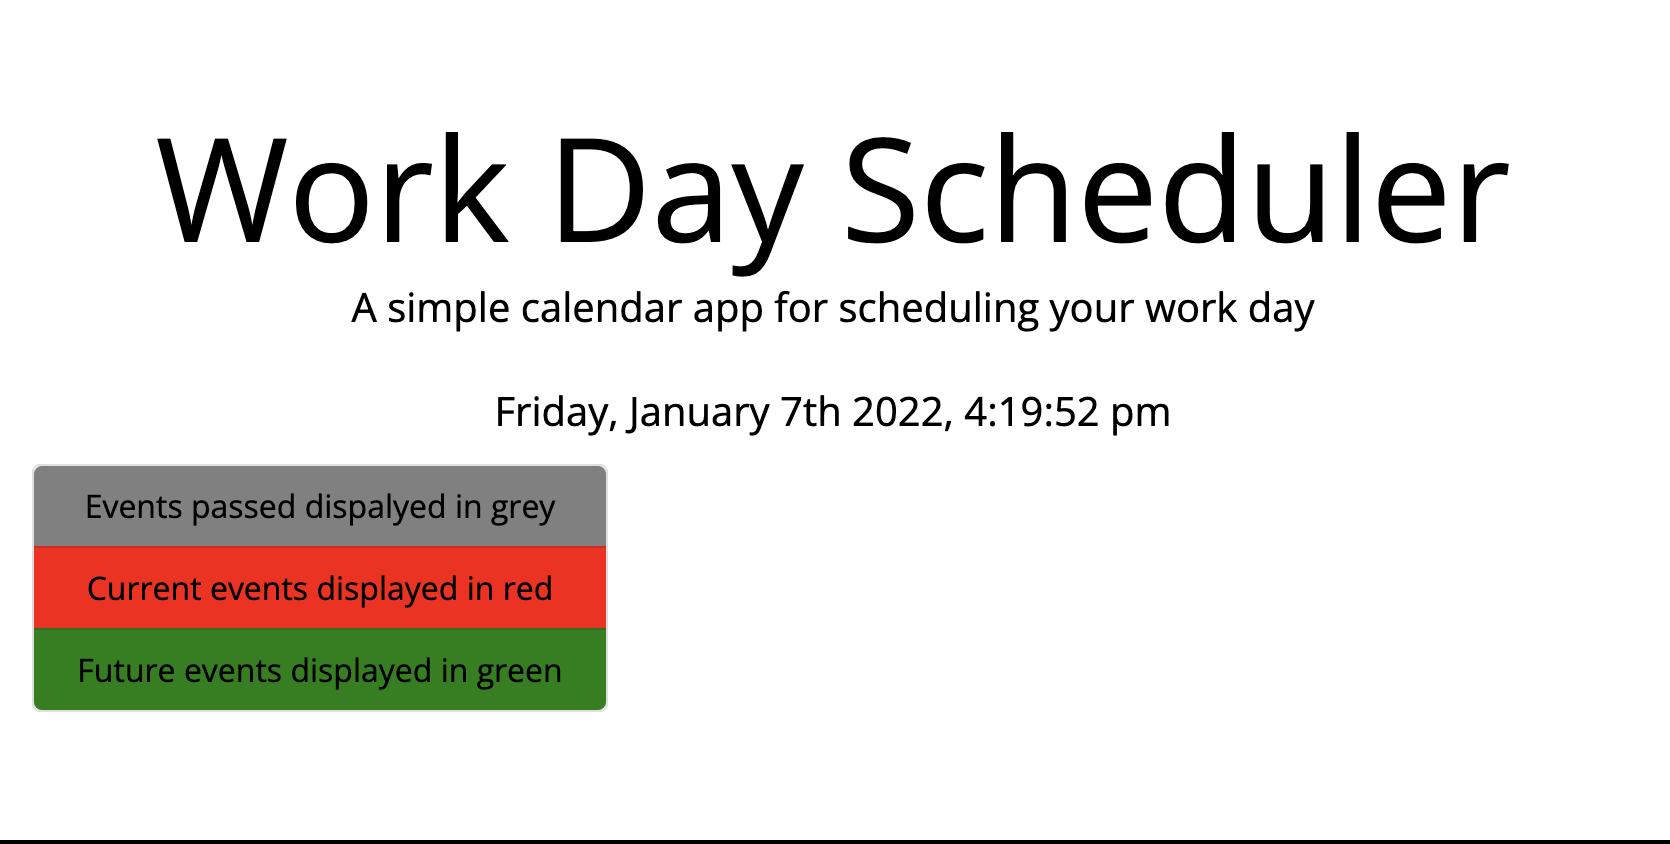 Work Day Scheduler
A simple calendar app for scheduling your work day
Friday, January 7th 2022, 4:19:52 pm
Events passed dispalyed in grey
Current events displayed in red
Future events displayed in green